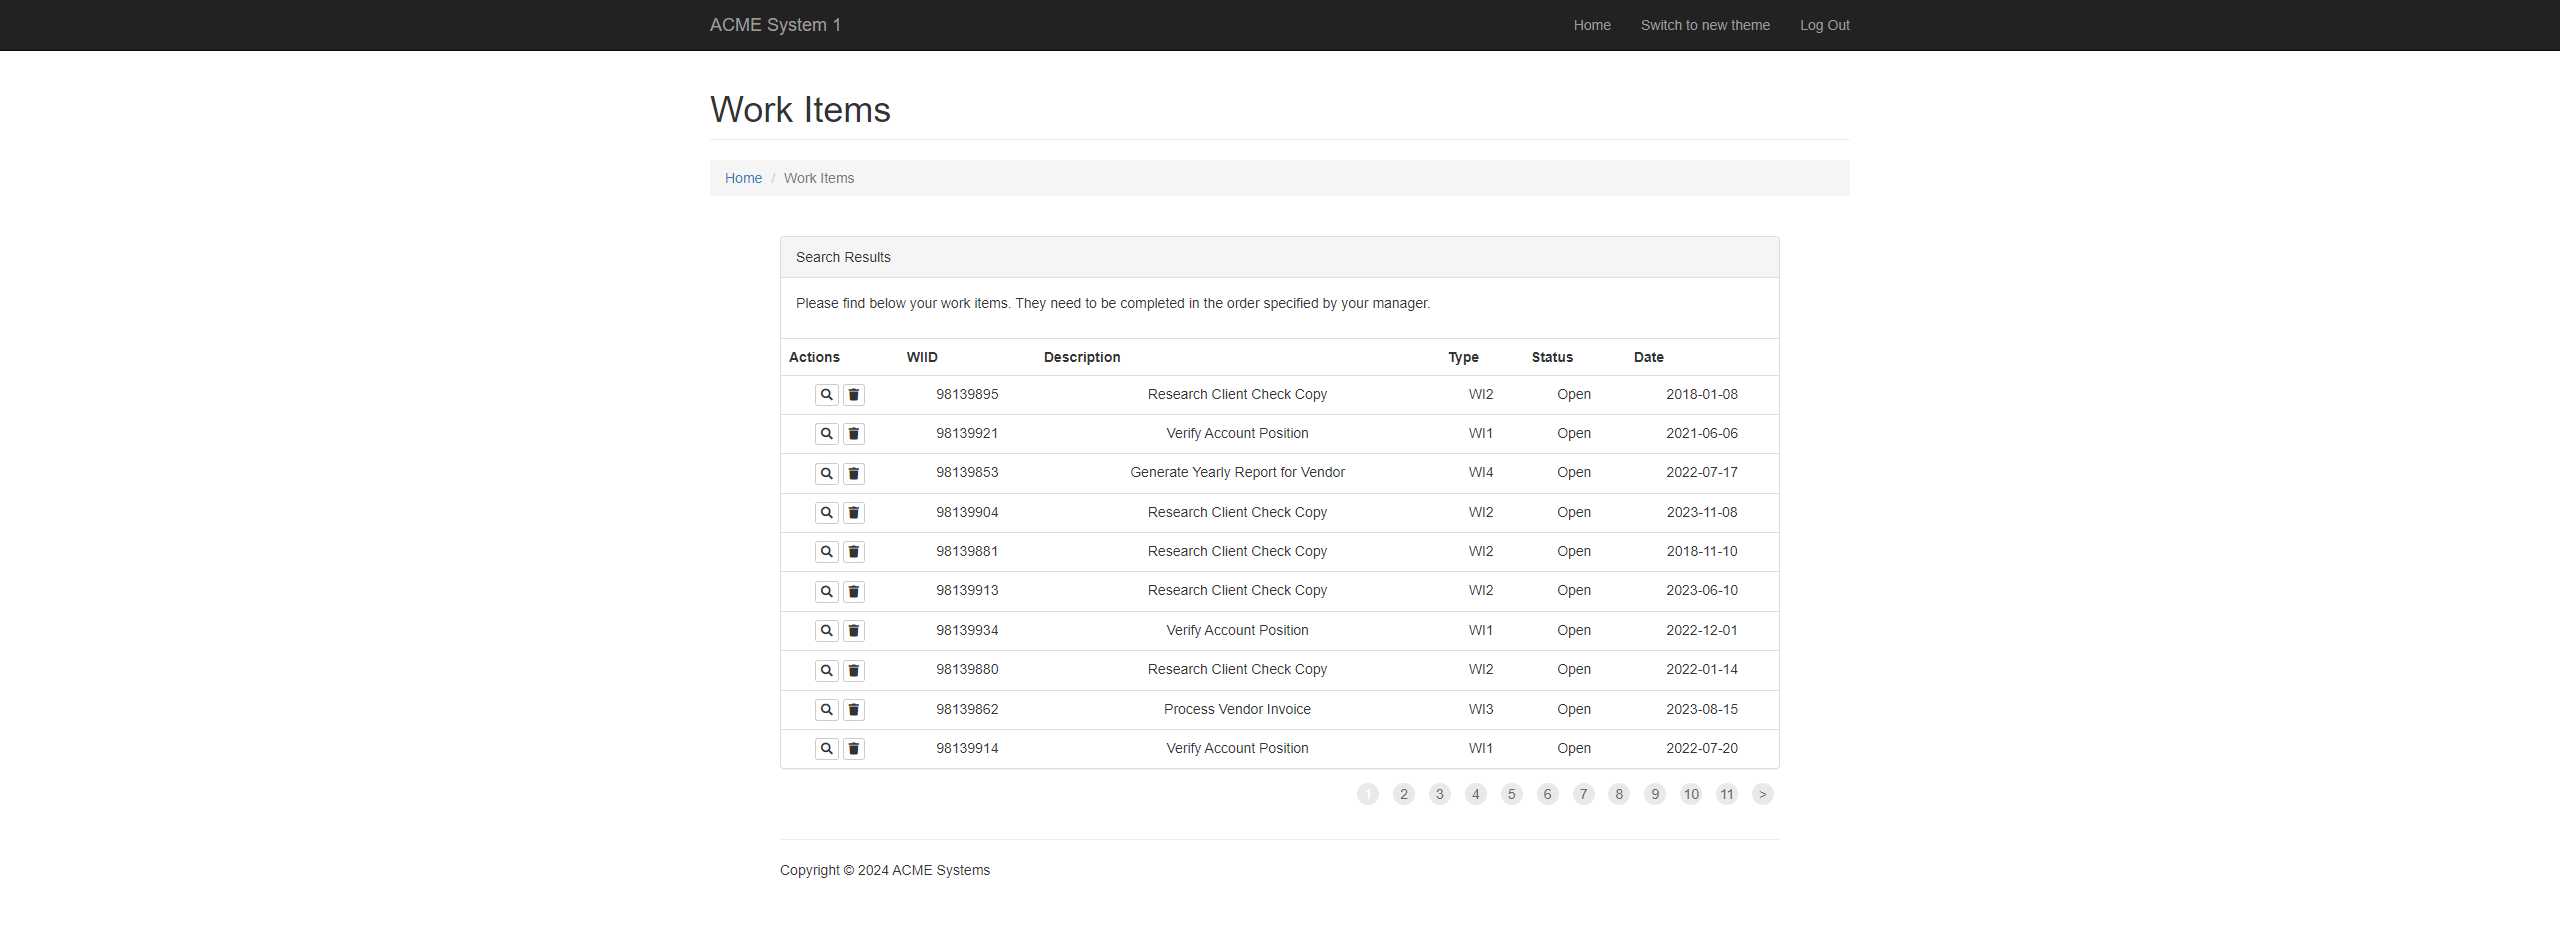 ACME System 1 Home Switch to new theme Log Out
Work Items
Home / Work Items
Search Results
Please find below your work items. They need to be completed in the order specified by your manager.
Actions WIID Description Type Status Date
98139895 Research Client Check Copy WI2 Open 2018-01-08
98139921 Verify Account Position WI1 Open 2021-06-06
98139853 Generate Yearly Report for Vendor WI4 Open 2022-07-17
98139904 Research Client Check Copy WI2 Open 2023-11-08
98139881 Research Client Check Copy WI2 Open 2018-11-10
98139913 Research Client Check Copy WI2 Open 2023-06-10
98139934 Verify Account Position WI1 Open 2022-12-01
98139880 Research Client Check Copy WI2 Open 2022-01-14
98139862 Process Vendor Invoice WI3 Open 2023-08-15
98139914 Verify Account Position WI1 Open 2022-07-20
1 2 3 4 5 6 7 8 9 10 11 >
Copyright © 2024 ACME Systems